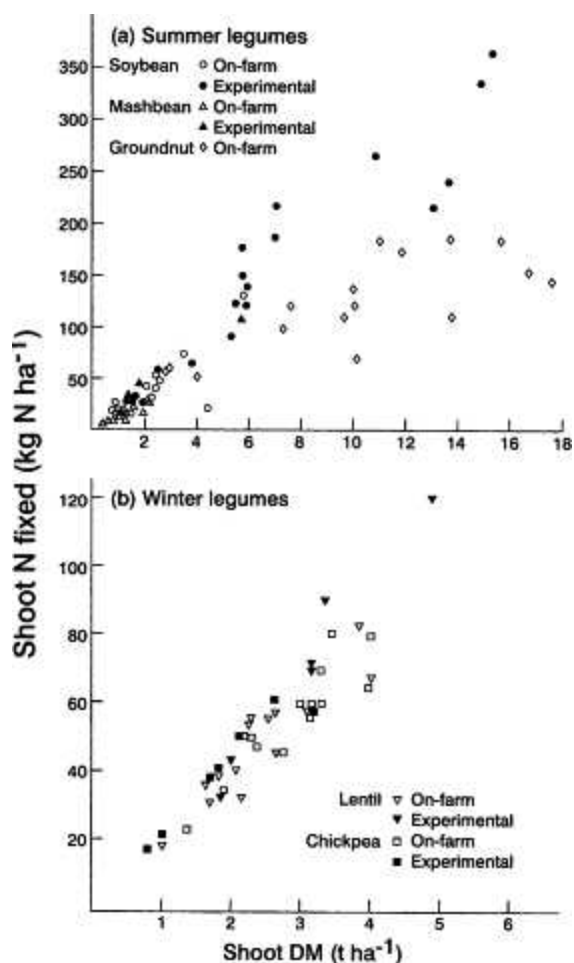 (a) Summer legumes
Soybean ○ On-farm
● Experimental
Mashbean △ On-farm
▲ Experimental
Groundnut ◇ On-farm
350
300
250
200
150
100
50
2 4 6 8 10 12 14 16 18
Shoot N fixed (kg N ha⁻¹)
(b) Winter legumes
120
100
80
60
40
20
Lentil ▽ On-farm
▼ Experimental
Chickpea □ On-farm
■ Experimental
1 2 3 4 5 6
Shoot DM (t ha⁻¹)